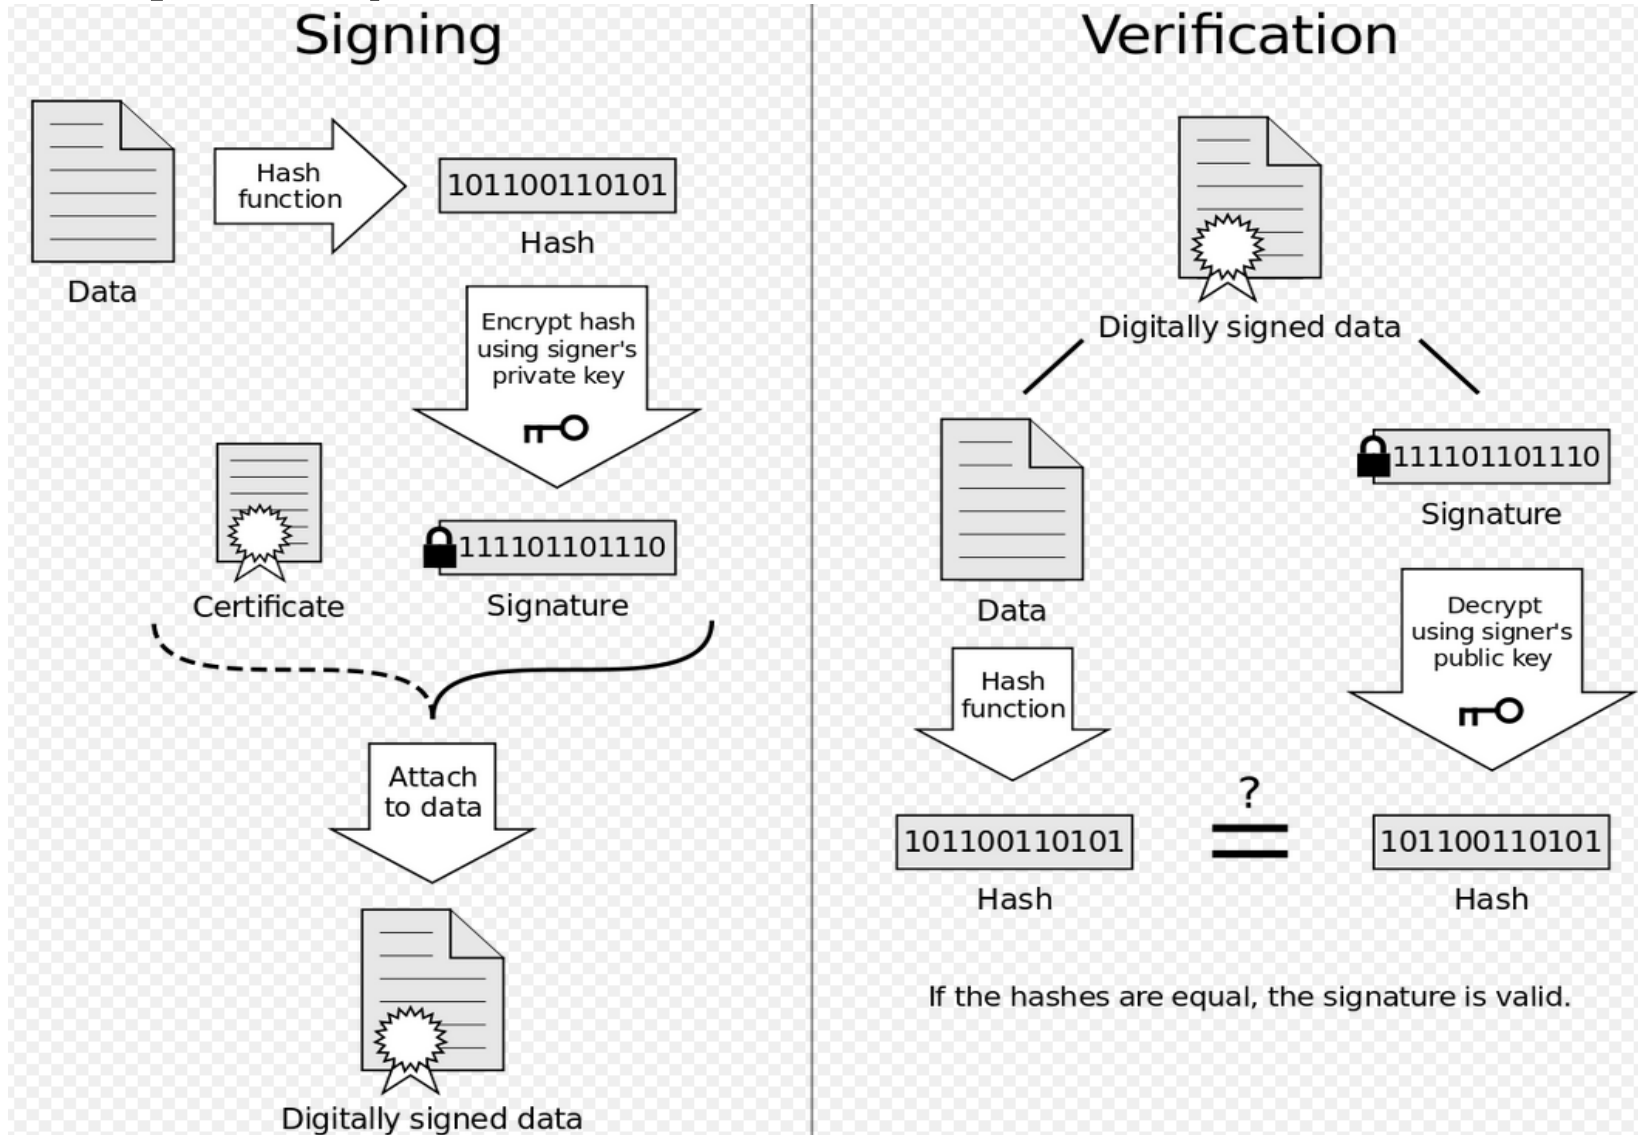 Signing
Hash
function
101100110101
Hash
Data
Encrypt hash
using signer's
private key
111101101110
Certificate
Signature
Attach
to data
Digitally signed data
Verification
Digitally signed data
111101101110
Signature
Data
Decrypt
using signer's
public key
Hash
function
?
101100110101
101100110101
Hash
Hash
If the hashes are equal, the signature is valid.